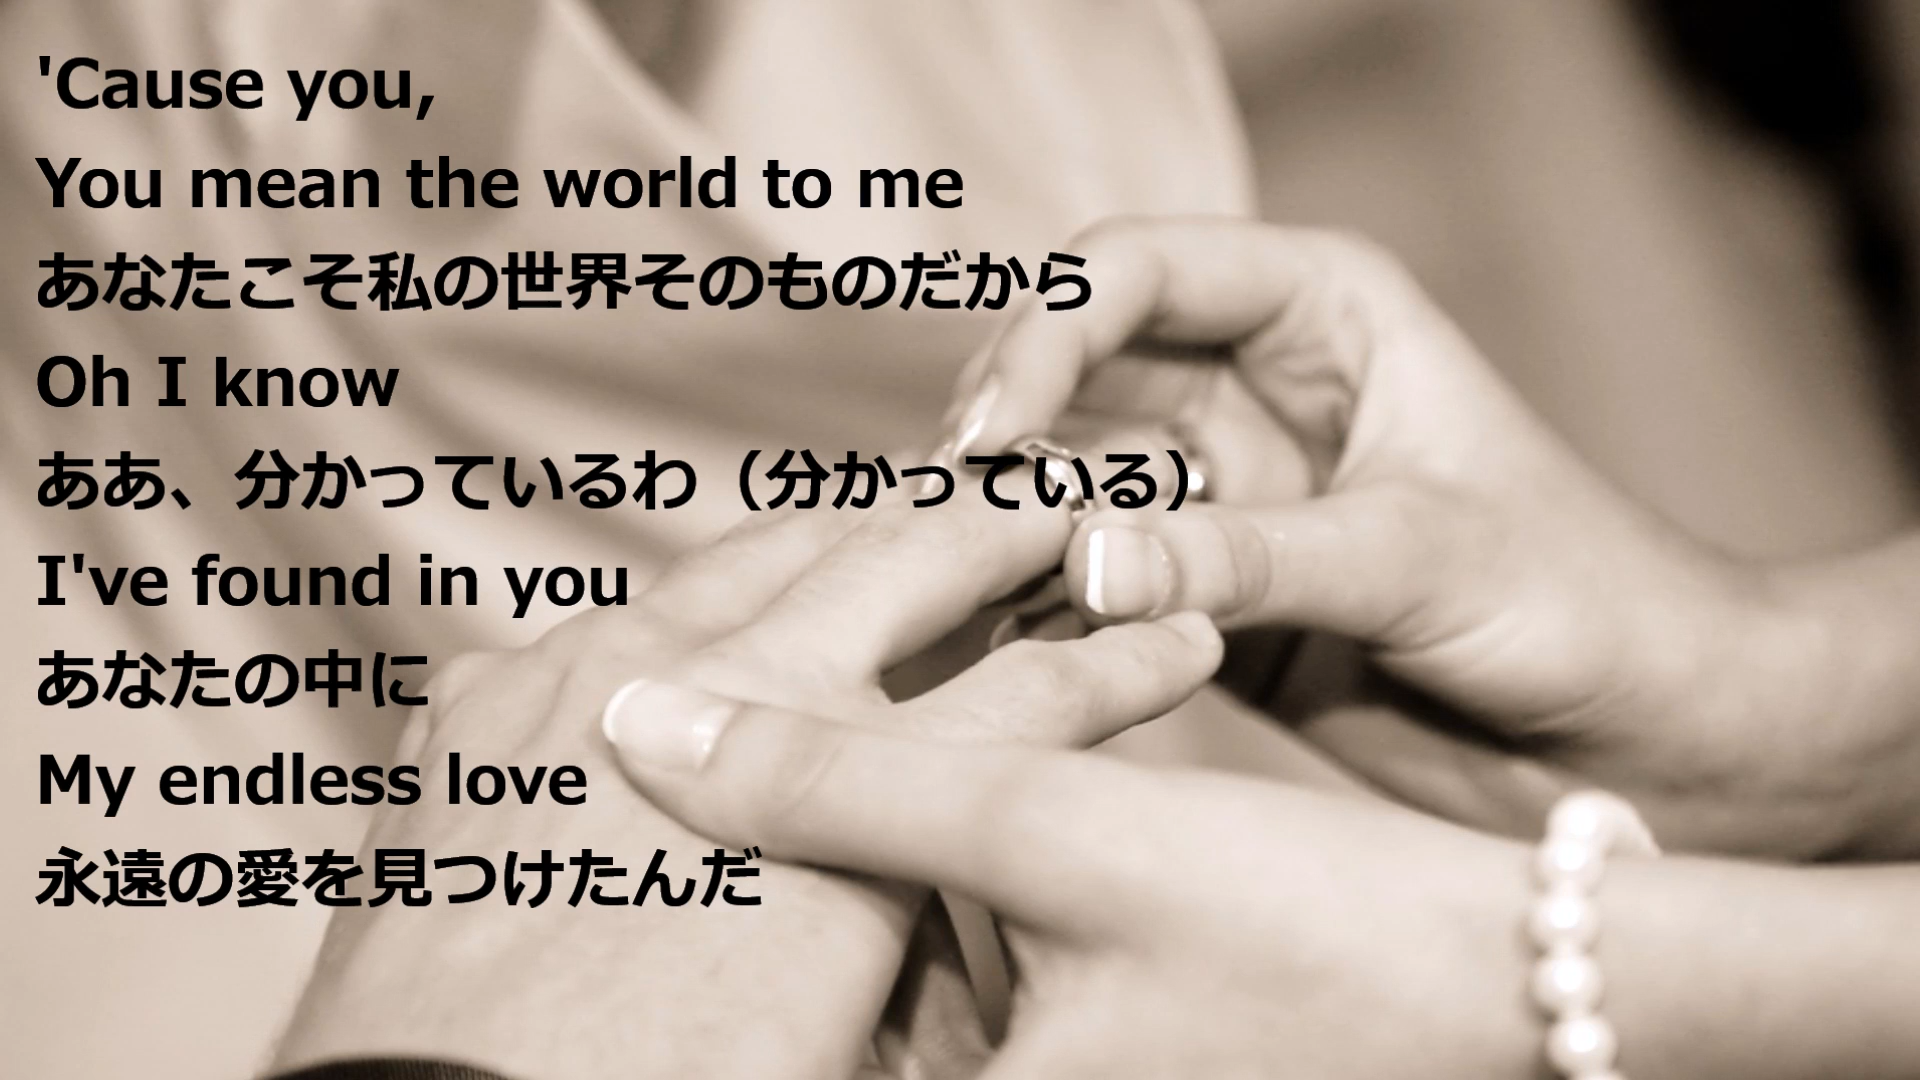 'Cause you,
You mean the world to me
あなたこそ私の世界そのものだから
Oh I know
ああ、分かっているわ（分かっている）
I've found in you
あなたの中に
My endless love
永遠の愛を見つけたんだ